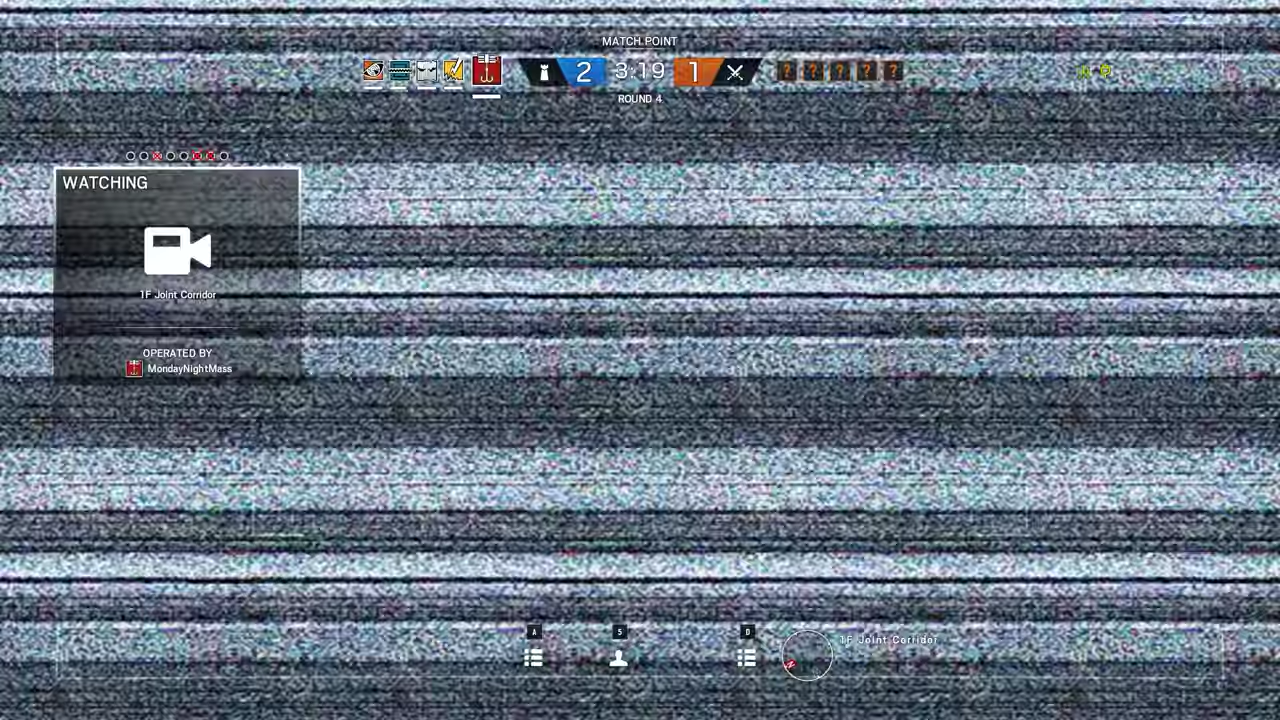 MATCH POINT
2 3:19 1
? ? ? ? ?
ROUND 4
WATCHING
1F Joint Corridor
OPERATED BY
MondayNightMass
A S D
1F Joint Corridor